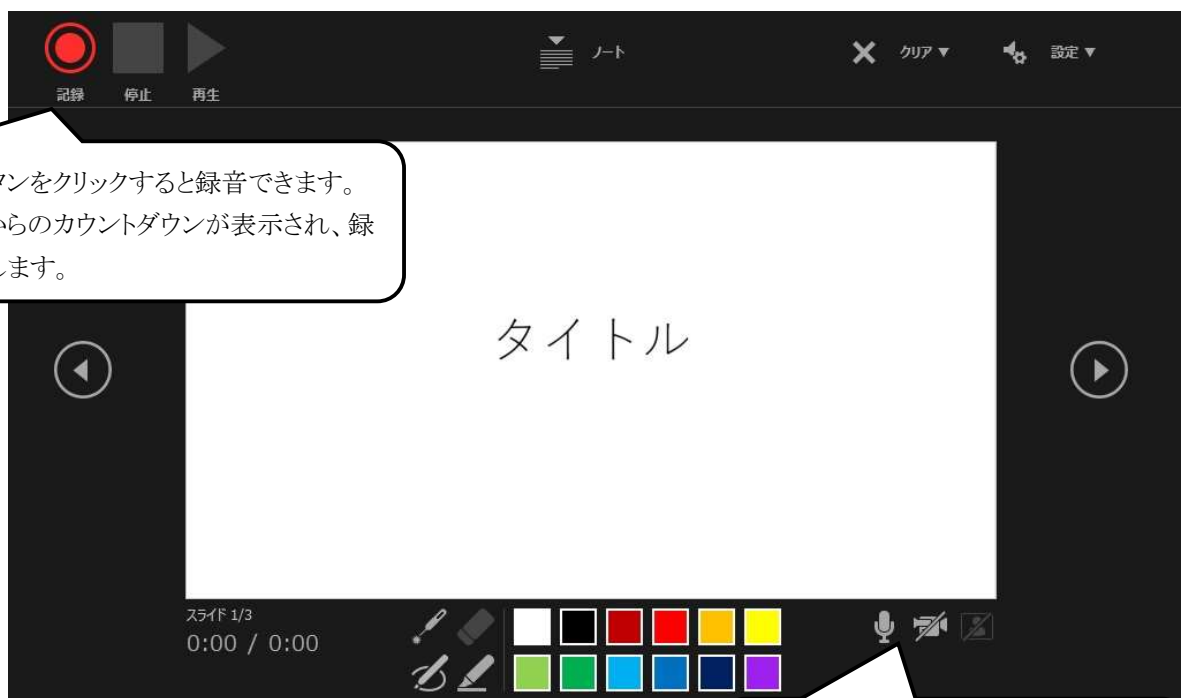 記録 停止 再生
ノート
クリア▼ 設定▼
タンをクリックすると録音できます。
からのカウントダウンが表示され、録
します。
タイトル
スライド 1/3
0:00 / 0:00